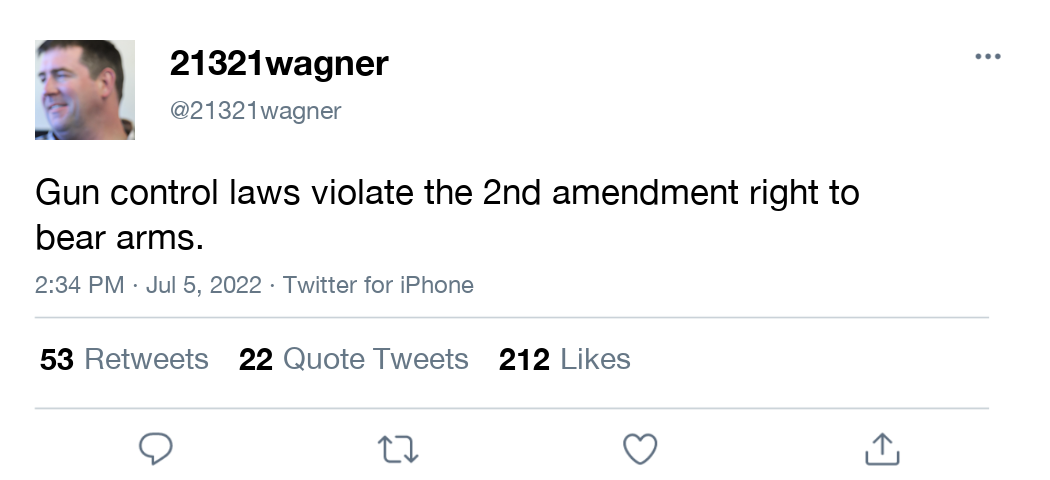 21321wagner
@21321wagner
Gun control laws violate the 2nd amendment right to
bear arms.
2:34 PM · Jul 5, 2022 · Twitter for iPhone
53 Retweets 22 Quote Tweets 212 Likes